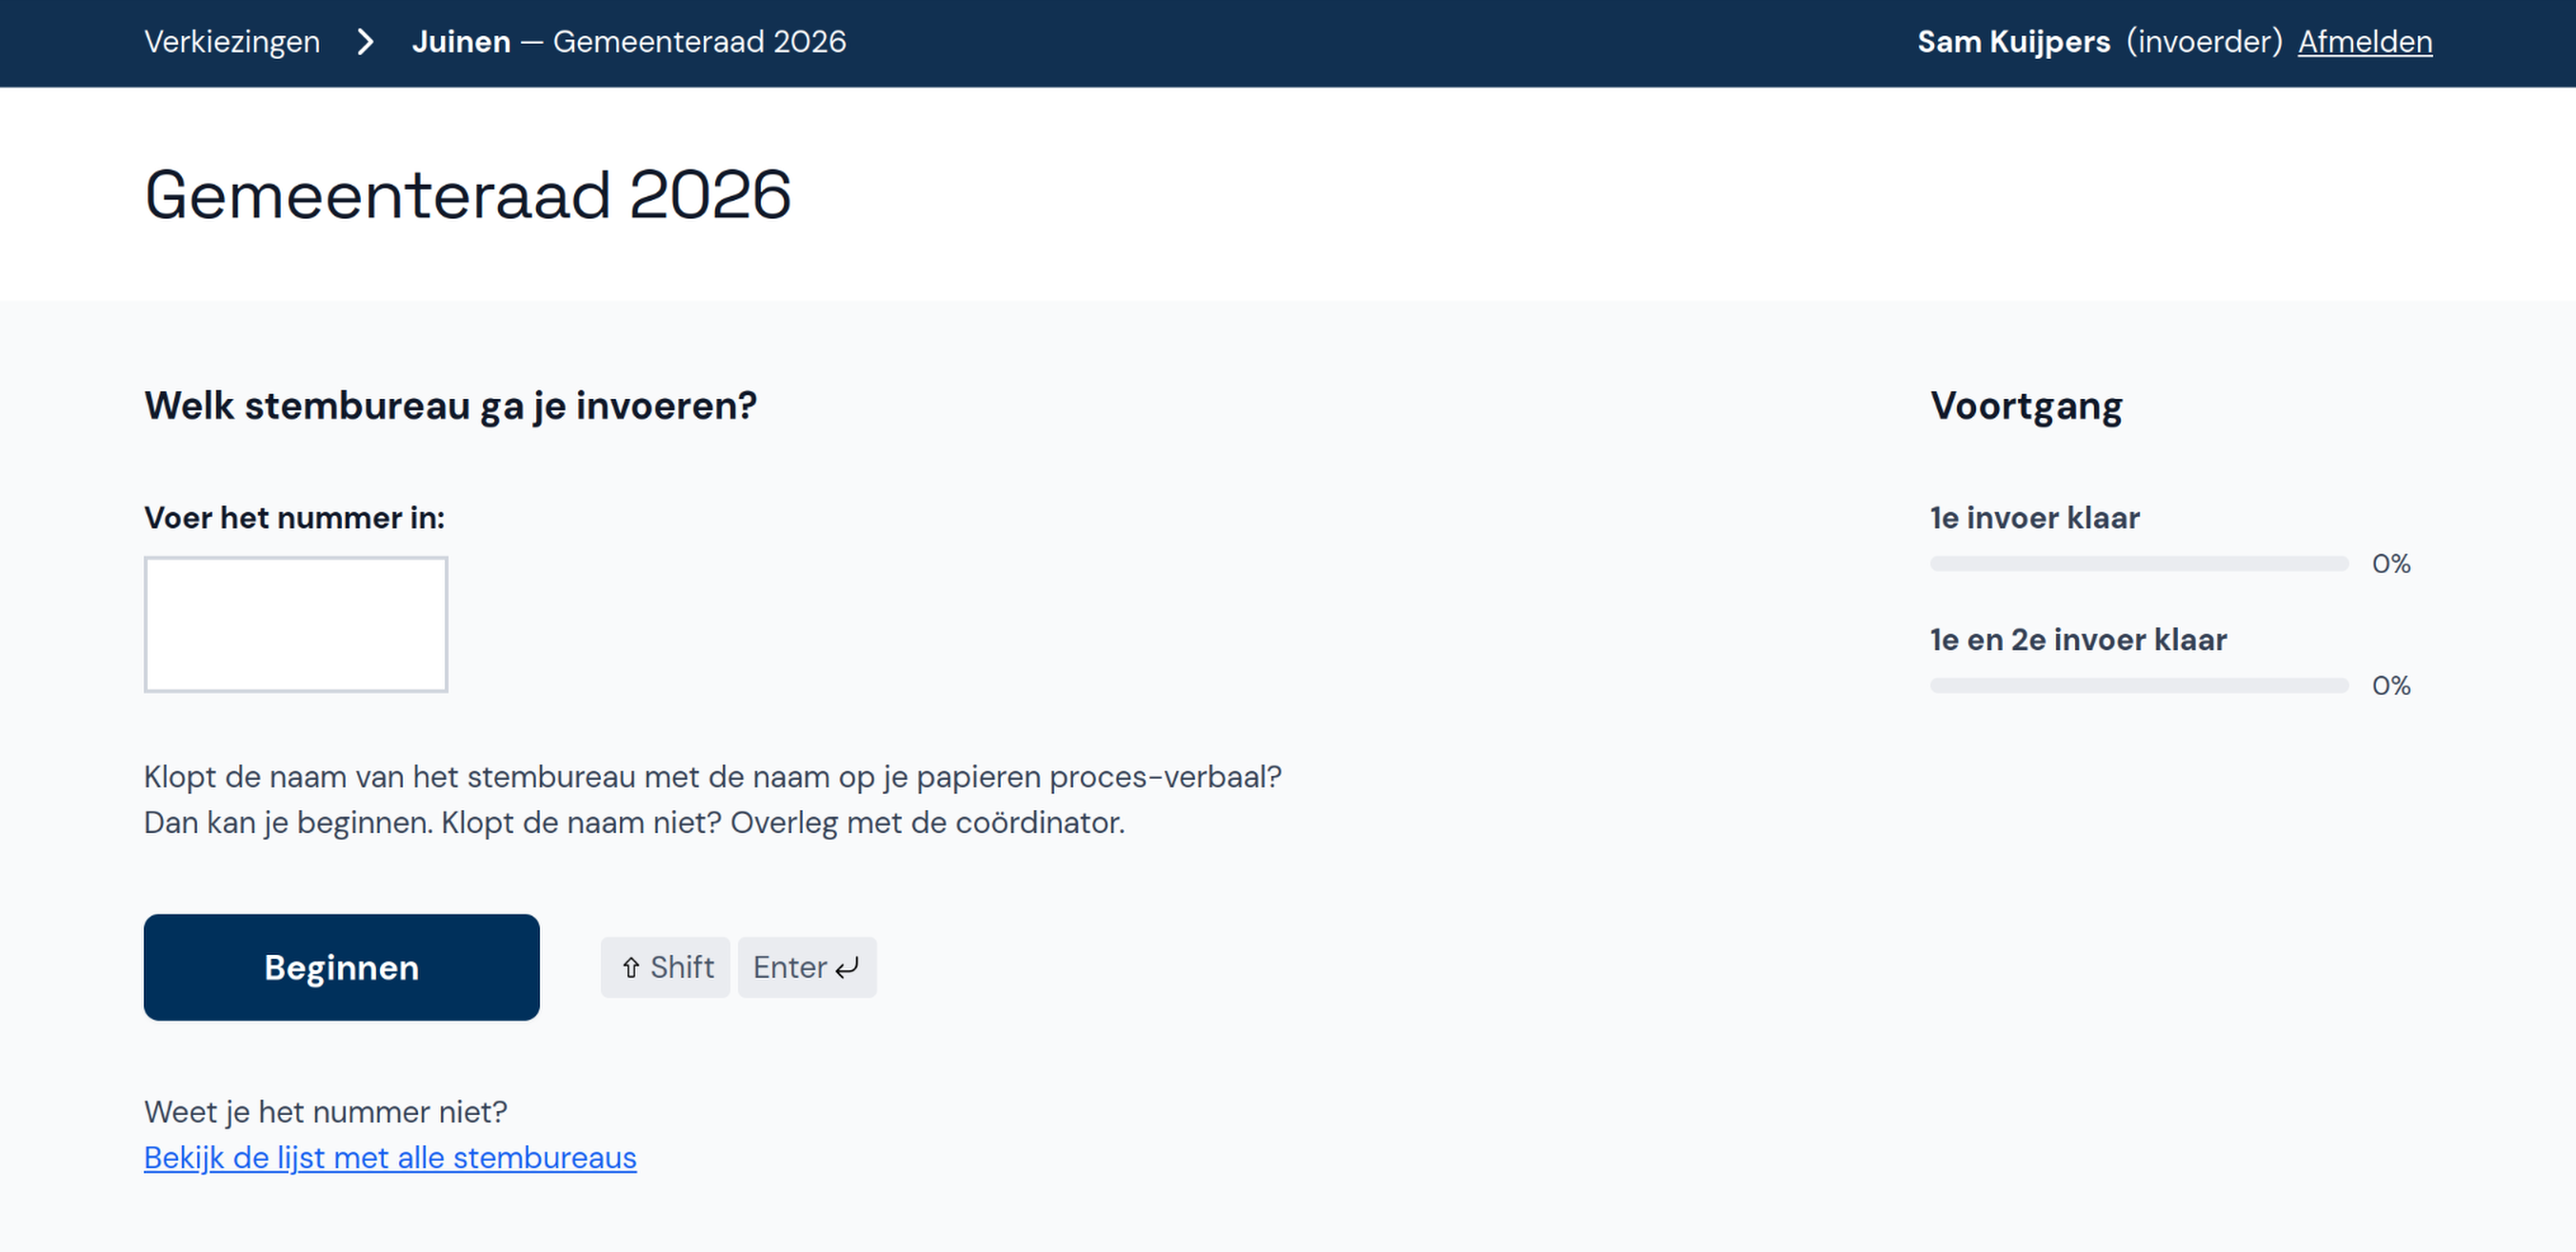 Verkiezingen > Juinen — Gemeenteraad 2026
Sam Kuijpers (invoerder) Afmelden
Gemeenteraad 2026
Welk stembureau ga je invoeren?
Voer het nummer in:
Klopt de naam van het stembureau met de naam op je papieren proces-verbaal?
Dan kan je beginnen. Klopt de naam niet? Overleg met de coördinator.
Beginnen
⇧ Shift Enter ↵
Weet je het nummer niet?
Bekijk de lijst met alle stembureaus
Voortgang
1e invoer klaar
0%
1e en 2e invoer klaar
0%